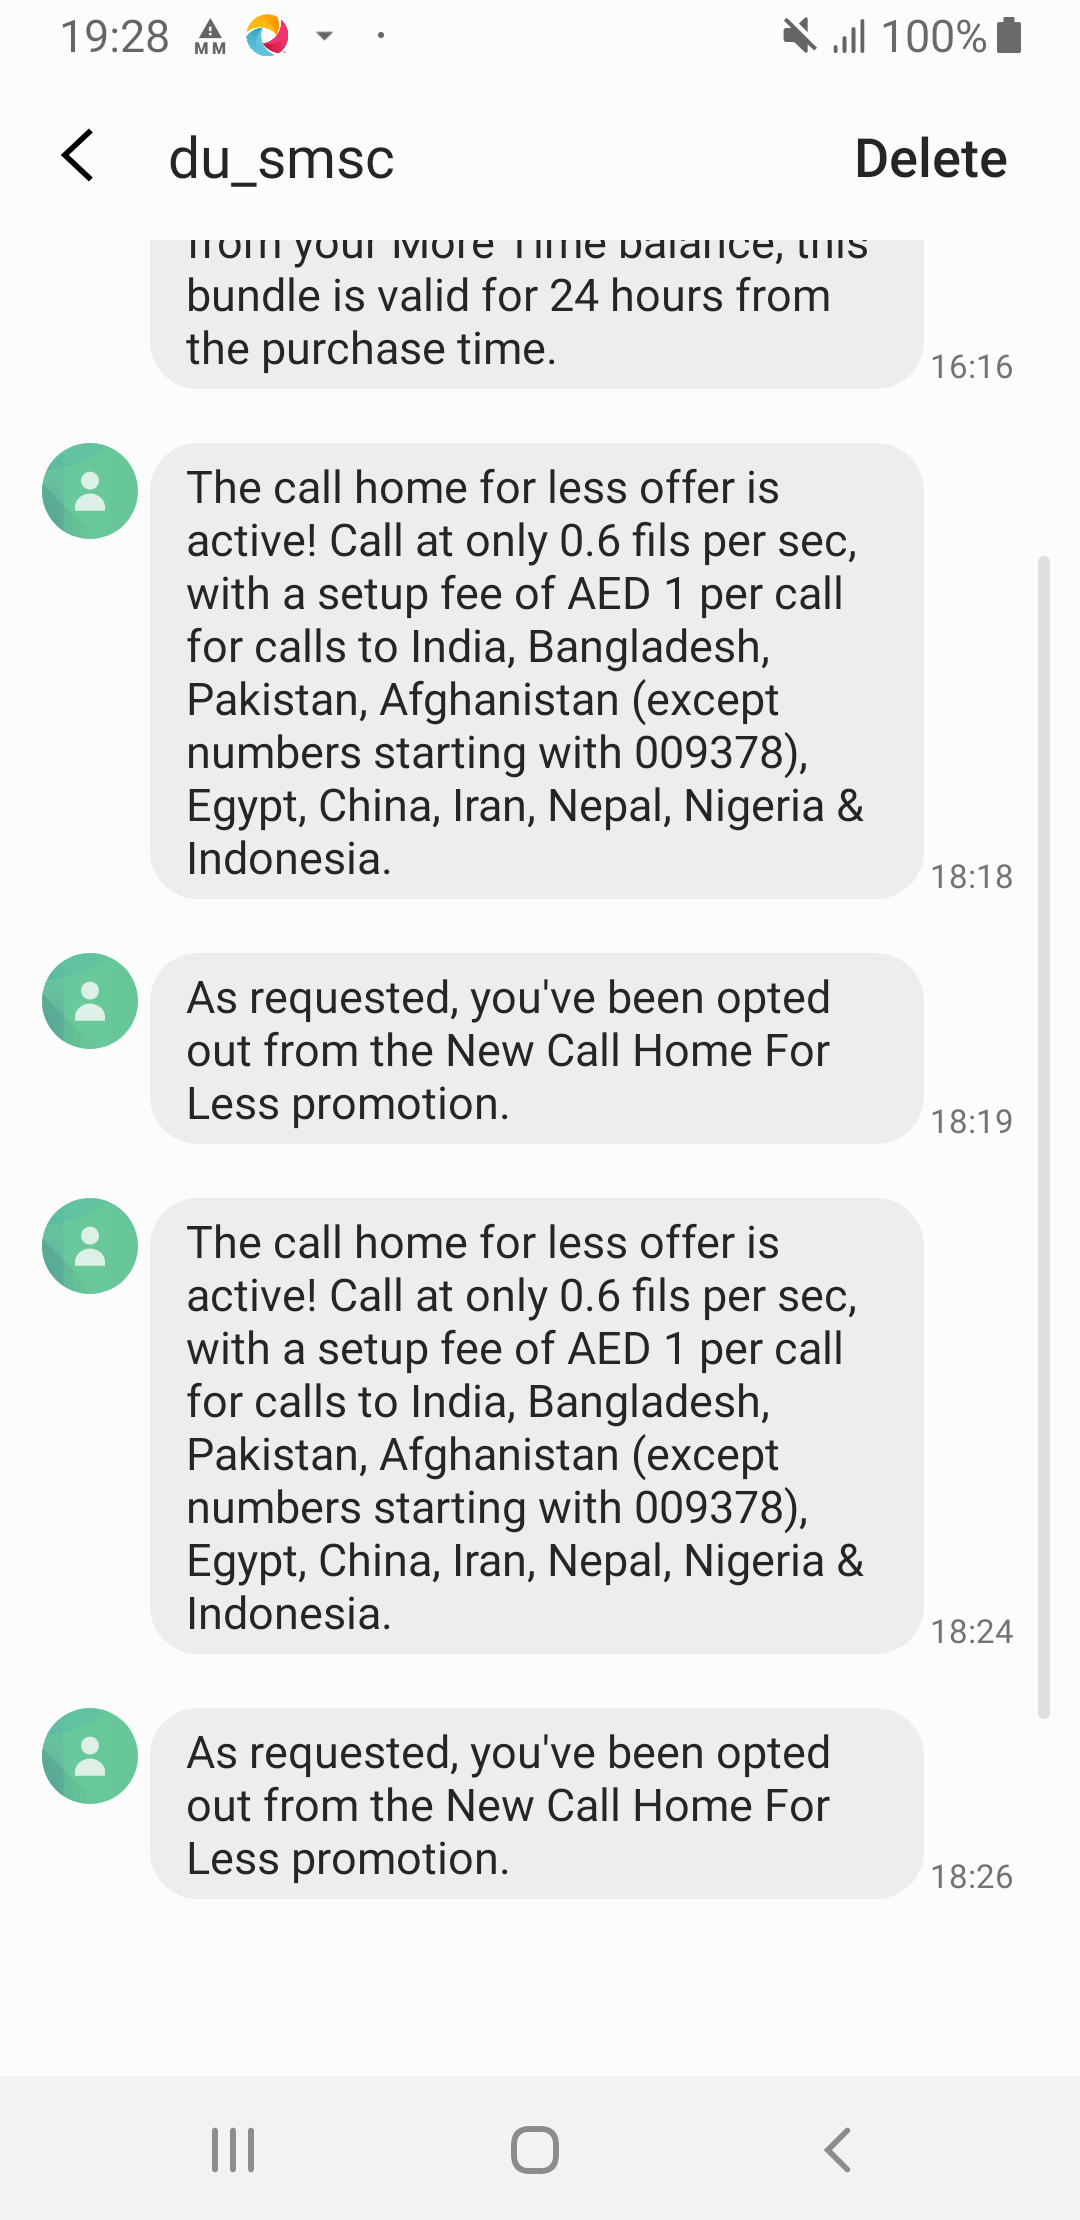 19:28
MM
100%
du_smsc
Delete
from your More Time balance, this
bundle is valid for 24 hours from
the purchase time.
16:16
The call home for less offer is
active! Call at only 0.6 fils per sec,
with a setup fee of AED 1 per call
for calls to India, Bangladesh,
Pakistan, Afghanistan (except
numbers starting with 009378),
Egypt, China, Iran, Nepal, Nigeria &
Indonesia.
18:18
As requested, you've been opted
out from the New Call Home For
Less promotion.
18:19
The call home for less offer is
active! Call at only 0.6 fils per sec,
with a setup fee of AED 1 per call
for calls to India, Bangladesh,
Pakistan, Afghanistan (except
numbers starting with 009378),
Egypt, China, Iran, Nepal, Nigeria &
Indonesia.
18:24
As requested, you've been opted
out from the New Call Home For
Less promotion.
18:26